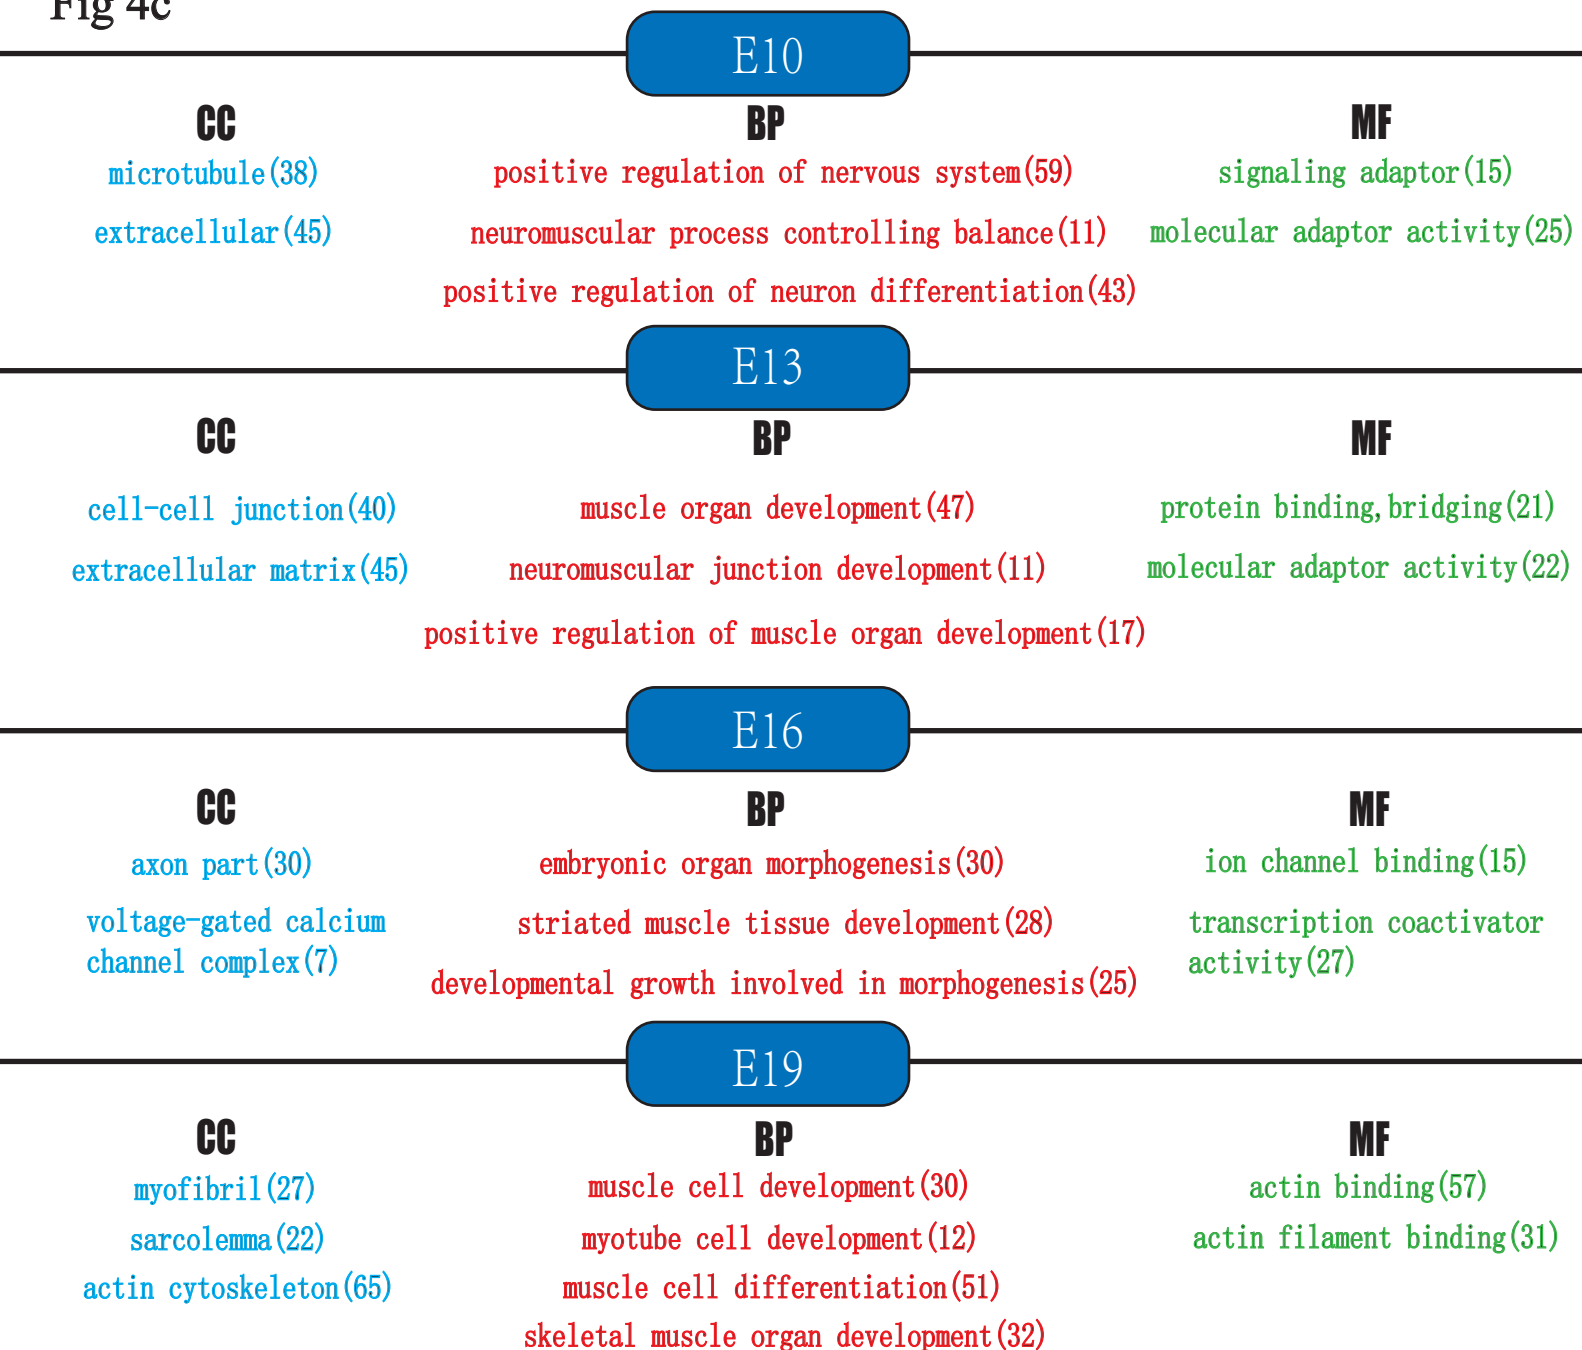 Fig 4c
E10
CC BP MF
microtubule(38) positive regulation of nervous system(59) signaling adaptor(15)
extracellular(45) neuromuscular process controlling balance(11) molecular adaptor activity(25)
positive regulation of neuron differentiation(43)
E13
CC BP MF
cell-cell junction(40) muscle organ development(47) protein binding,bridging(21)
extracellular matrix(45) neuromuscular junction development(11) molecular adaptor activity(22)
positive regulation of muscle organ development(17)
E16
CC BP MF
axon part(30) embryonic organ morphogenesis(30) ion channel binding(15)
voltage-gated calcium striated muscle tissue development(28) transcription coactivator
channel complex(7) developmental growth involved in morphogenesis(25) activity(27)
E19
CC BP MF
myofibril(27) muscle cell development(30) actin binding(57)
sarcolemma(22) myotube cell development(12) actin filament binding(31)
actin cytoskeleton(65) muscle cell differentiation(51)
skeletal muscle organ development(32)